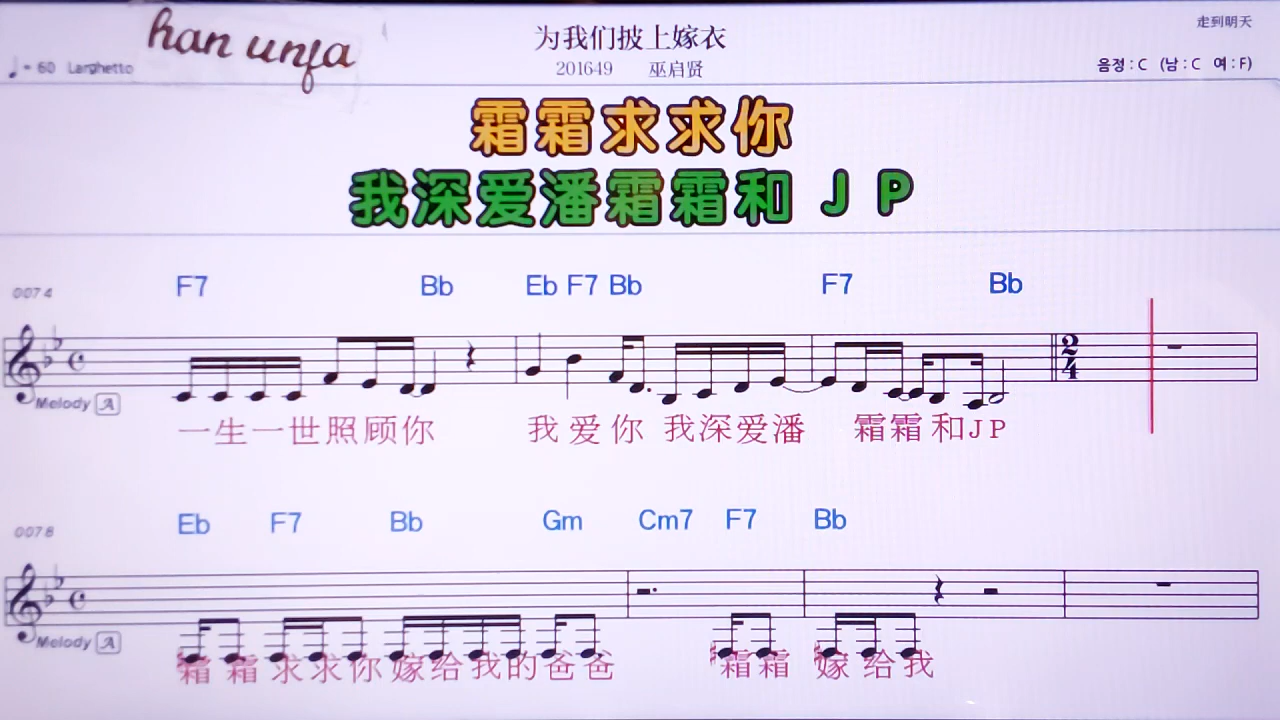 han unfa
为我们披上嫁衣
走到明天
♩= 60 Larghetto
201649 巫启贤
음정 : C (남 : C 여 : F)
霜霜求求你
我深爱潘霜霜和 J P
0074 F7 Bb Eb F7 Bb F7 Bb
2
4
Melody A
一生一世照顾你 我爱你 我深爱潘 霜霜和JP
0078 Eb F7 Bb Gm Cm7 F7 Bb
Melody A
霜霜求求你嫁给我的爸爸 霜霜 嫁给我